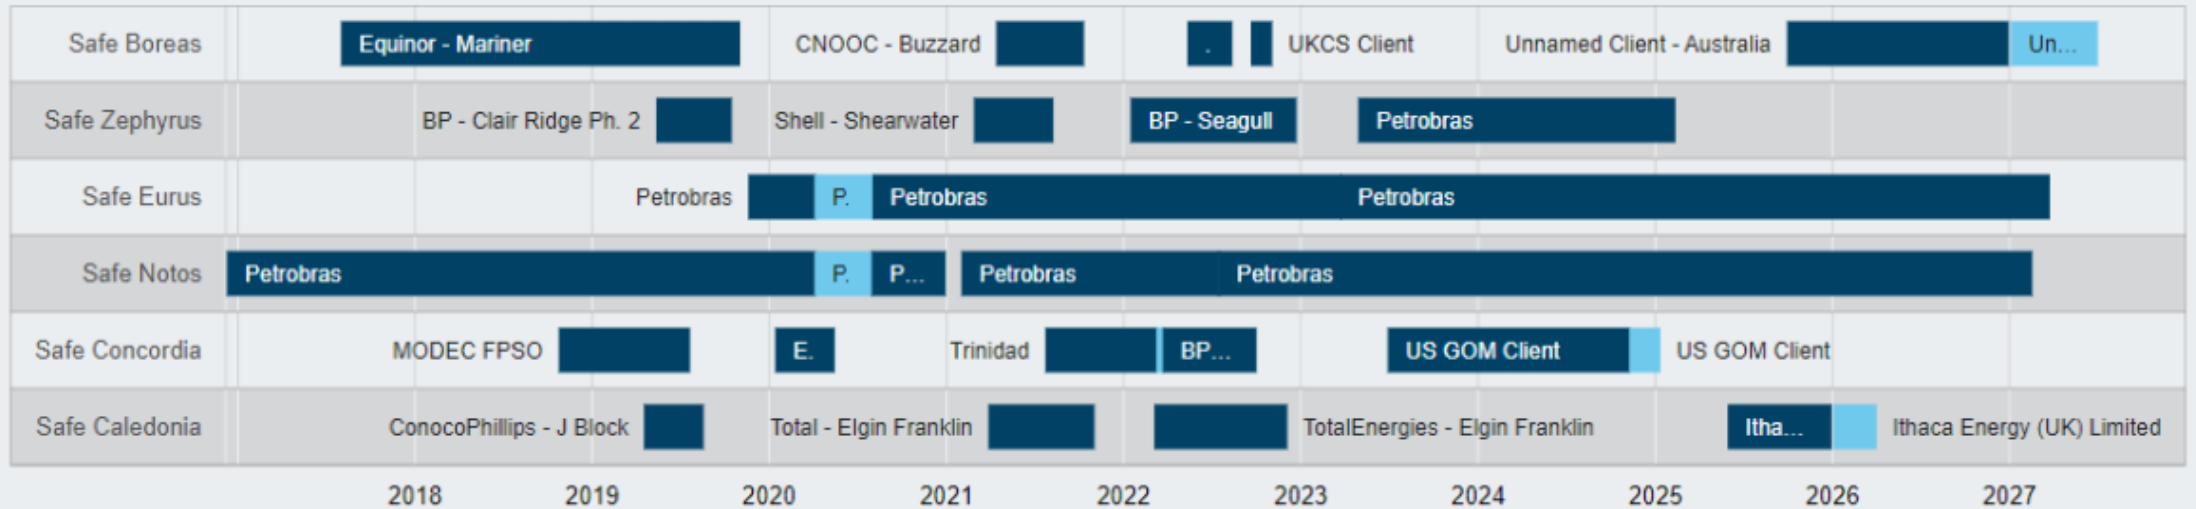 Safe Boreas Equinor - Mariner CNOOC - Buzzard . UKCS Client Unnamed Client - Australia Un...
Safe Zephyrus BP - Clair Ridge Ph. 2 Shell - Shearwater BP - Seagull Petrobras
Safe Eurus Petrobras P. Petrobras Petrobras
Safe Notos Petrobras P. P... Petrobras Petrobras
Safe Concordia MODEC FPSO E. Trinidad BP... US GOM Client US GOM Client
Safe Caledonia ConocoPhillips - J Block Total - Elgin Franklin TotalEnergies - Elgin Franklin Itha... Ithaca Energy (UK) Limited
2018 2019 2020 2021 2022 2023 2024 2025 2026 2027